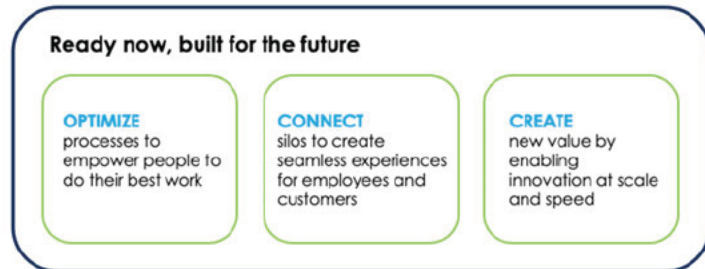 Ready now, built for the future
OPTIMIZE
processes to
empower people to
do their best work
CONNECT
silos to create
seamless experiences
for employees and
customers
CREATE
new value by
enabling
innovation at scale
and speed